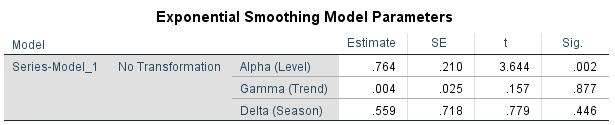 Exponential Smoothing Model Parameters
Model Estimate SE t Sig.
Series-Model_1 No Transformation Alpha (Level) .764 .210 3.644 .002
Gamma (Trend) .004 .025 .157 .877
Delta (Season) .559 .718 .779 .446